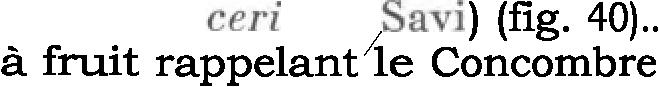 ceri Savi) (fig. 40)..
à fruit rappelant le Concombre